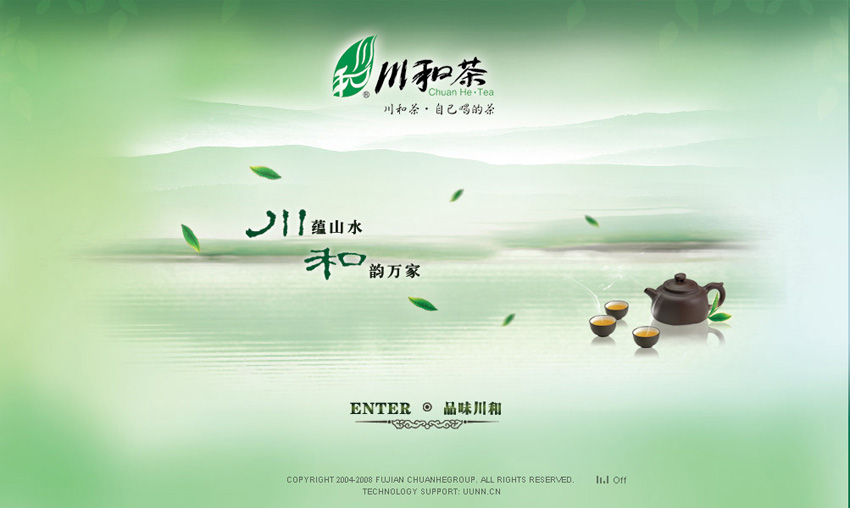 川和茶
Chuan He·Tea
川和茶·自己喝的茶
川蕴山水
和韵万家
ENTER 品味川和
COPYRIGHT 2004-2008 FUJIAN CHUANHEGROUP. ALL RIGHTS RESERVED. Off
TECHNOLOGY SUPPORT: UUNN.CN